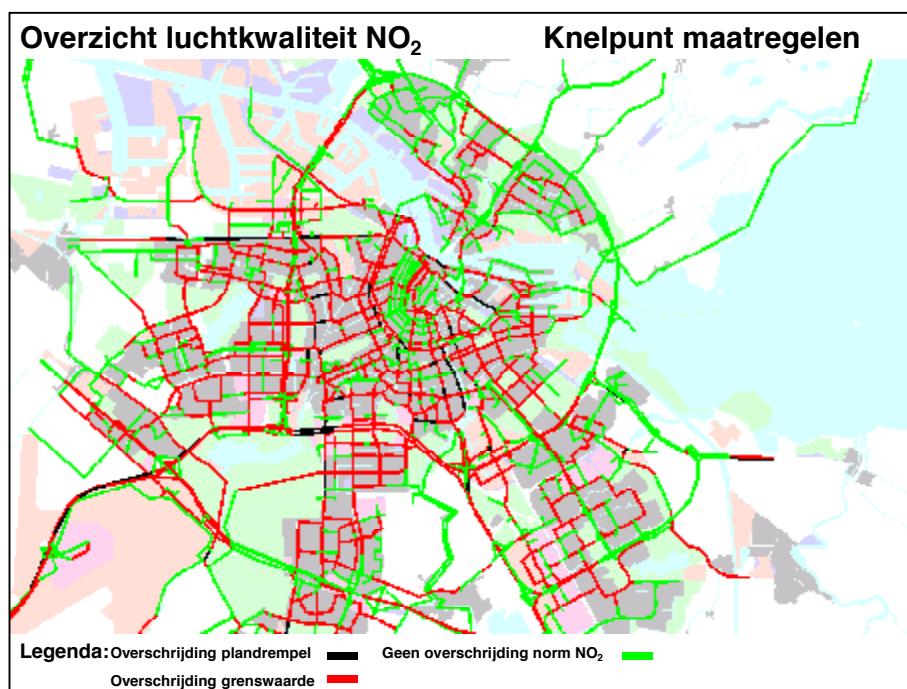 Overzicht luchtkwaliteit NO₂ Knelpunt maatregelen
Legenda: Overschrijding plandrempel Geen overschrijding norm NO₂
Overschrijding grenswaarde